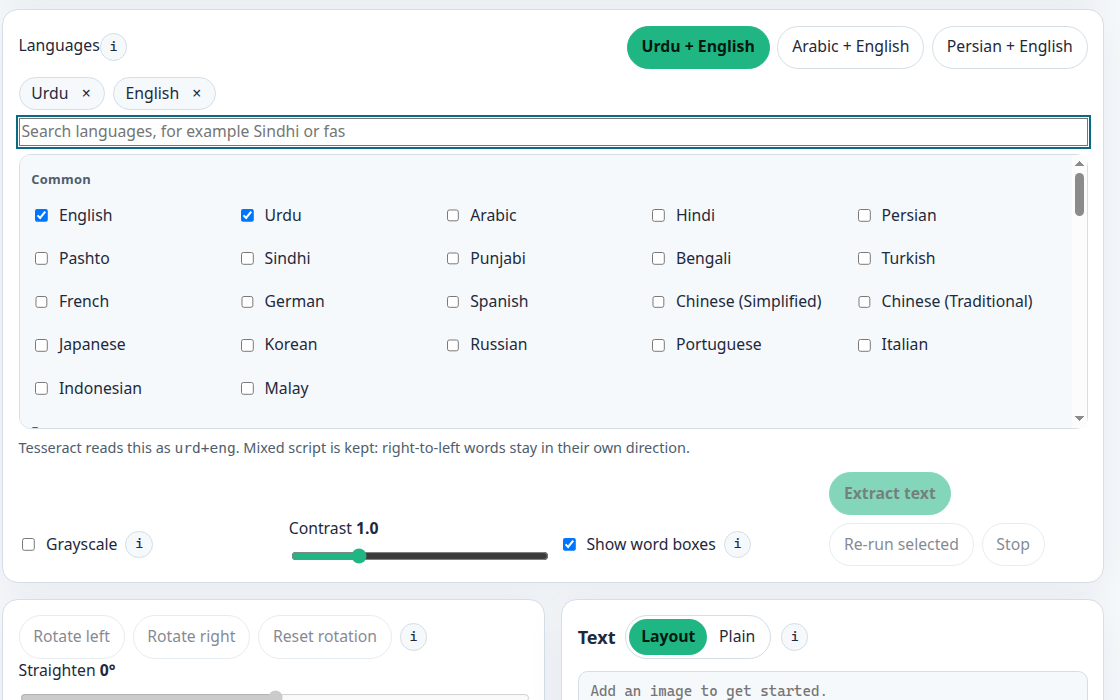 Languages i Urdu + English Arabic + English Persian + English
Urdu × English ×
Search languages, for example Sindhi or fas
Common
English Urdu Arabic Hindi Persian
Pashto Sindhi Punjabi Bengali Turkish
French German Spanish Chinese (Simplified) Chinese (Traditional)
Japanese Korean Russian Portuguese Italian
Indonesian Malay
Tesseract reads this as urd+eng. Mixed script is kept: right-to-left words stay in their own direction.
Extract text
Contrast 1.0
Grayscale i Show word boxes i Re-run selected Stop
Rotate left Rotate right Reset rotation i
Straighten 0°
Text Layout Plain i
Add an image to get started.